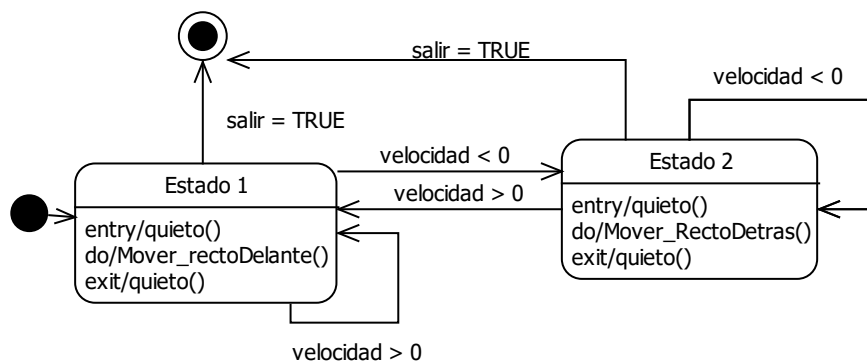 salir = TRUE
velocidad < 0
salir = TRUE
velocidad < 0
Estado 2
Estado 1
velocidad > 0
entry/quieto()
do/Mover_rectoDelante()
exit/quieto()
entry/quieto()
do/Mover_RectoDetras()
exit/quieto()
velocidad > 0